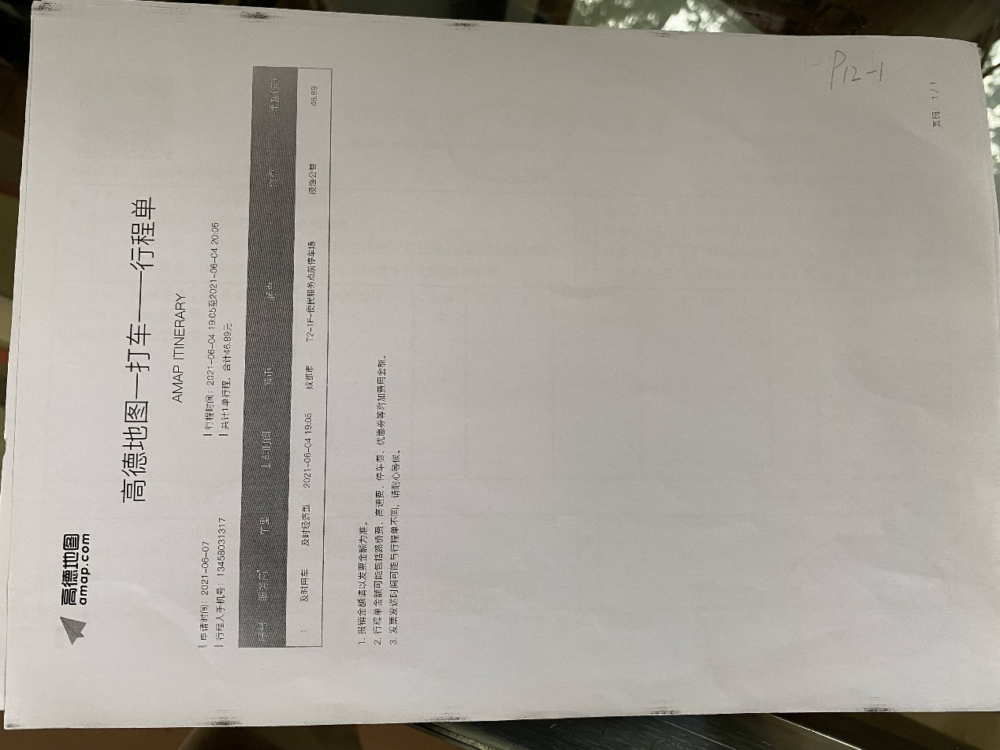 高德地图
amap.com
高德地图—打车——行程单
AMAP ITINERARY
申请时间：2021-06-07
行程时间：2021-06-04 19:05至2021-06-04 20:05
行程人手机号：13458031317
共计1单行程，合计46.89元
序号 服务商 车型 上车时间 城市 起点 终点 金额(元)
1 及时用车 及时经济型 2021-06-04 19:05 成都市 T2-1F-便民服务点前停车场 授渔公益 46.89
1. 报销金额请以发票金额为准。
2. 行程单金额可能包括路桥费、高速费、停车费、优惠券等附加费用金额。
3. 发票发送时间可能与行程单不同，请耐心等候。
P12-1
页码：1 / 1